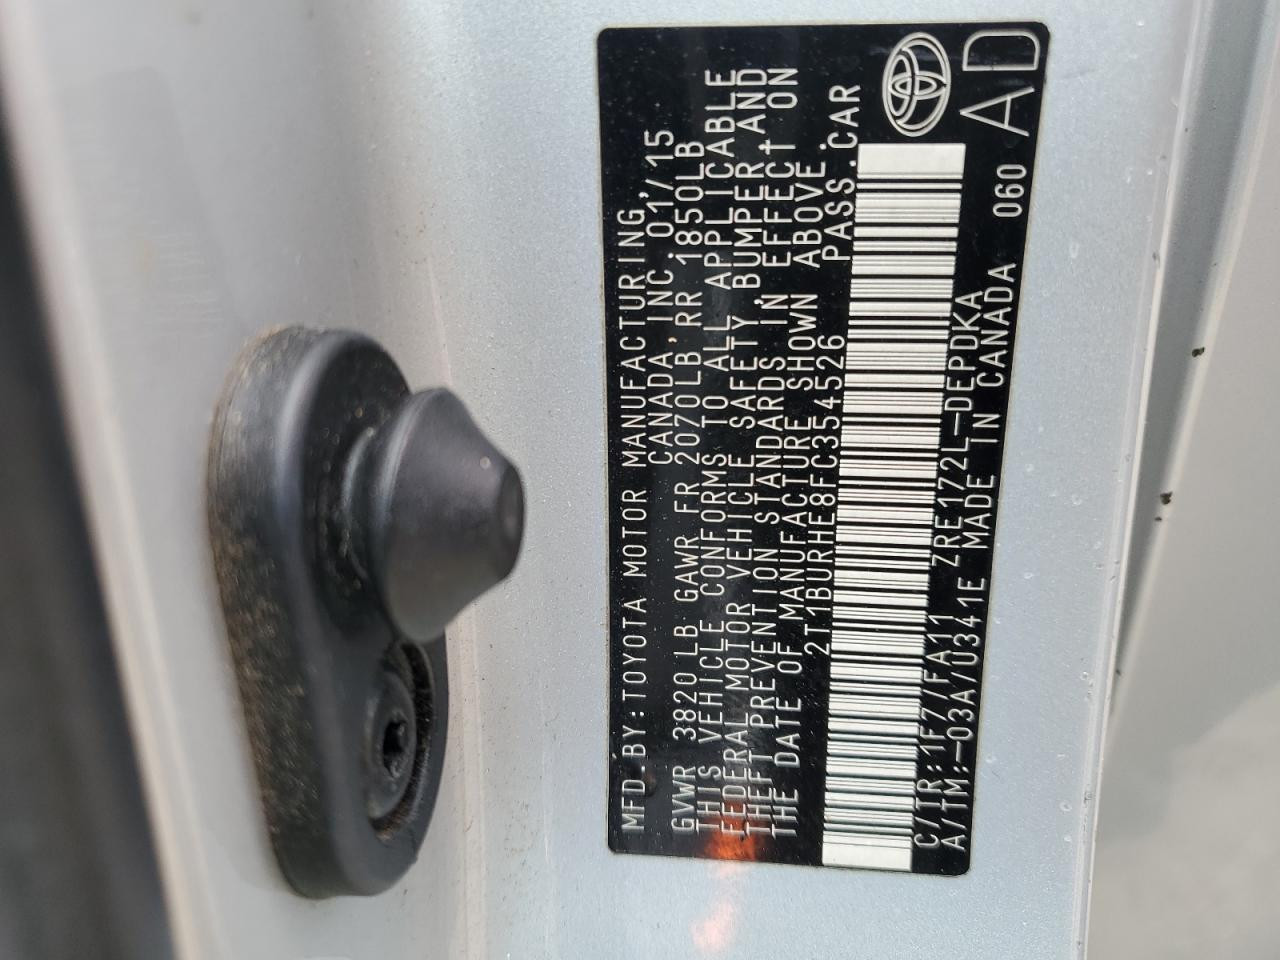 MFD.BY:TOYOTA MOTOR MANUFACTURING,
CANADA INC. 01/15
GVWR 3820LB GAWR FR 2070LB RR 1850LB
THIS VEHICLE CONFORMS TO ALL APPLICABLE
FEDERAL MOTOR VEHICLE SAFETY, BUMPER, AND
THEFT PREVENTION STANDARDS IN EFFECT ON
THE DATE OF MANUFACTURE SHOWN ABOVE.
2T1BURHE8FC354526 PASS.CAR
C/TR:1F7/FA11 ZRE172L-DEPDKA 060
A/TM:-03A/U341E MADE IN CANADA
AD